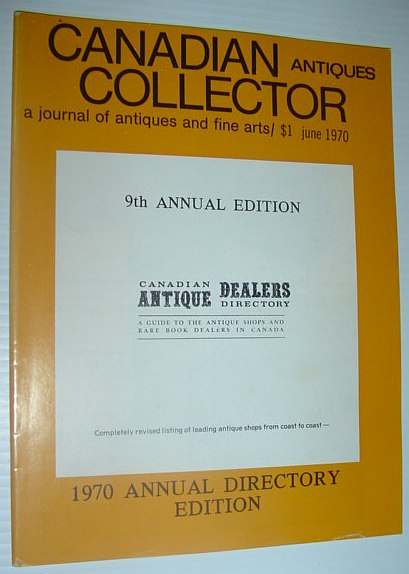 CANADIAN ANTIQUES
COLLECTOR
a journal of antiques and fine arts/ $1 june 1970
9th ANNUAL EDITION
CANADIAN
ANTIQUE DEALERS
DIRECTORY
A GUIDE TO THE ANTIQUE SHOPS AND
RARE BOOK DEALERS IN CANADA
Completely revised listing of leading antique shops from coast to coast —
1970 ANNUAL DIRECTORY
EDITION